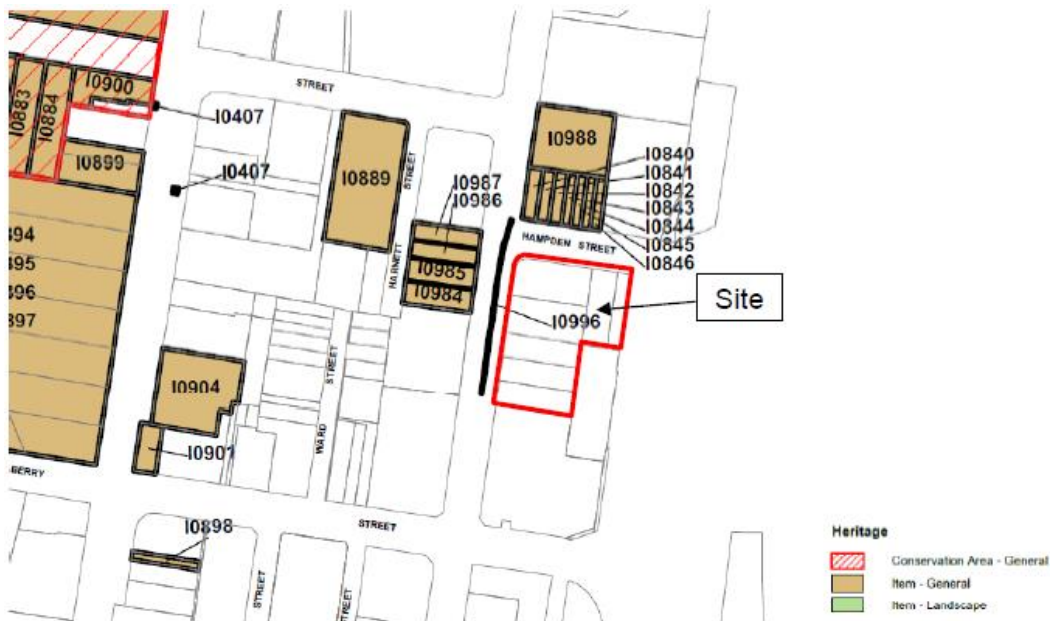 STREET
I0900
I0883
I0884
I0407
I0899
I0407
I0889
STREET
HARNETT
I0987
I0986
I0985
I0984
I0988
I0840
I0841
I0842
I0843
I0844
I0845
I0846
HAMPDEN STREET
Site
I0996
394
395
396
397
I0904
I0901
STREET
WARD
BERRY
STREET
I0898
STREET
STREET
Heritage
Conservation Area - General
Item - General
Item - Landscape